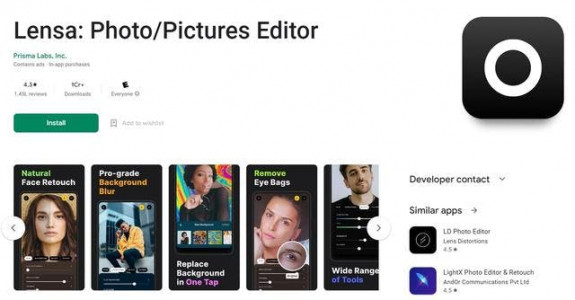 Lensa: Photo/Pictures Editor
Prisma Labs, Inc.
Contains ads · In-app purchases
4.3★
1Cr+
1.45L reviews
Downloads
Everyone
Install
Add to wishlist
Natural
Face Retouch
Pro-grade
Background
Blur
Replace
Background
in One Tap
Remove
Eye Bags
Wide Range
of Tools
Developer contact
Similar apps
LD Photo Editor
Lens Distortions
4.5★
LightX Photo Editor & Retouch
AndOr Communications Pvt Ltd
4.5★